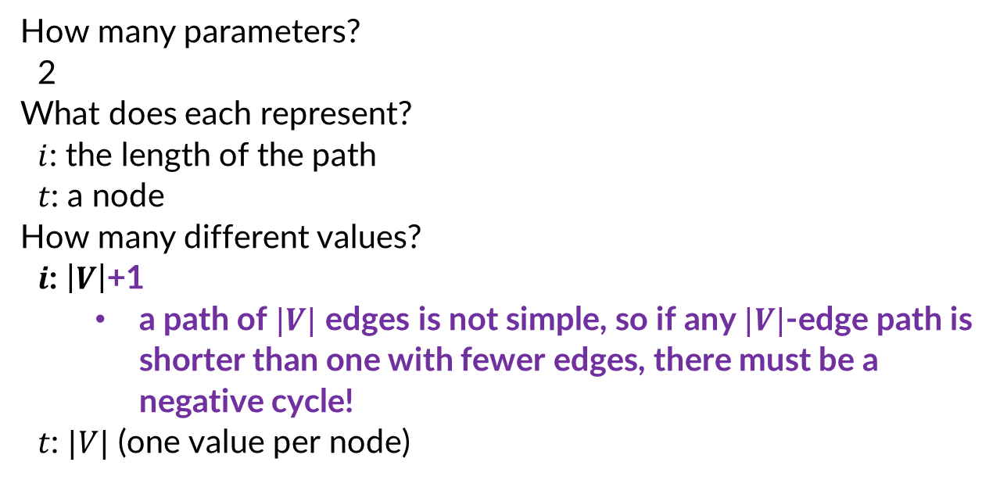 How many parameters?
2
What does each represent?
i: the length of the path
t: a node
How many different values?
i: |V|+1
• a path of |V| edges is not simple, so if any |V|-edge path is
shorter than one with fewer edges, there must be a
negative cycle!
t: |V| (one value per node)